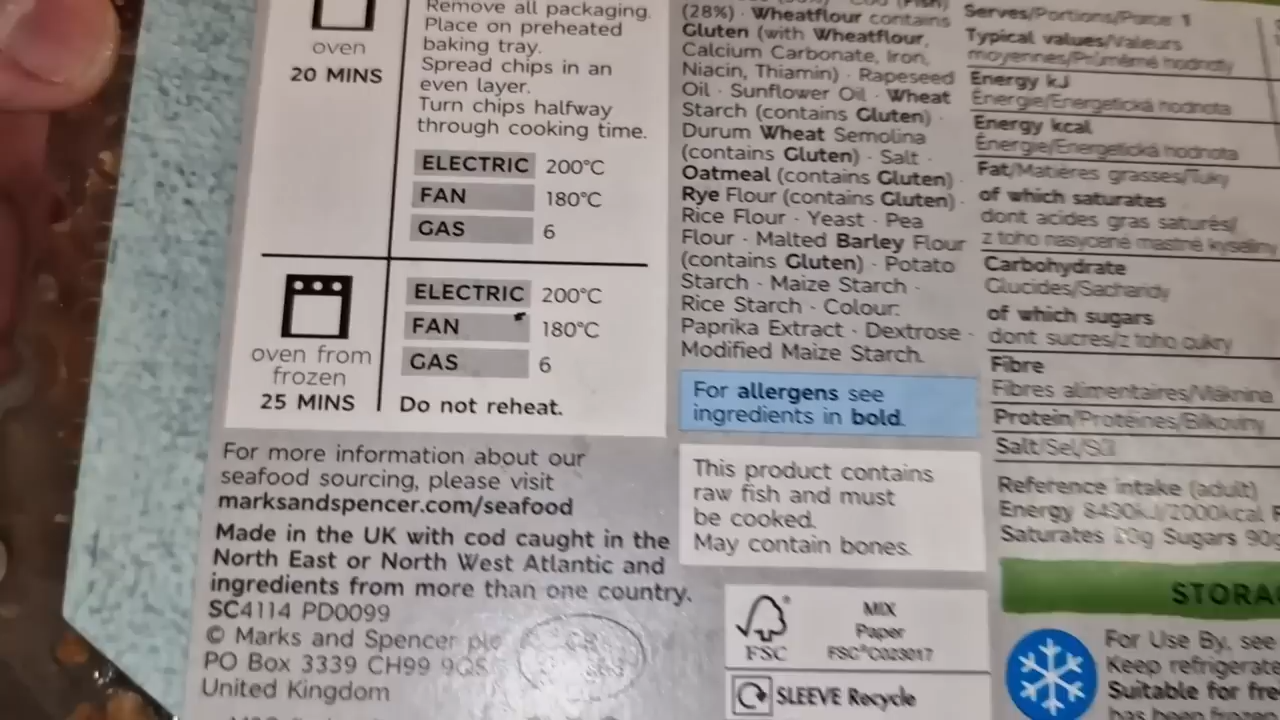 Remove all packaging.
Place on preheated
baking tray.
Spread chips in an
even layer.
Turn chips halfway
through cooking time.
oven
20 MINS
ELECTRIC 200°C
FAN 180°C
GAS 6
oven from
frozen
25 MINS
ELECTRIC 200°C
FAN 180°C
GAS 6
Do not reheat.
For more information about our
seafood sourcing, please visit
marksandspencer.com/seafood
Made in the UK with cod caught in the
North East or North West Atlantic and
ingredients from more than one country.
SC4114 PD0099
© Marks and Spencer plc
PO Box 3339 CH99 9QS
United Kingdom
(28%) · Wheatflour contains
Gluten (with Wheatflour,
Calcium Carbonate, Iron,
Niacin, Thiamin) · Rapeseed
Oil · Sunflower Oil · Wheat
Starch (contains Gluten) ·
Durum Wheat Semolina
(contains Gluten) · Salt ·
Oatmeal (contains Gluten) ·
Rye Flour (contains Gluten) ·
Rice Flour · Yeast · Pea
Flour · Malted Barley Flour
(contains Gluten) · Potato
Starch · Maize Starch ·
Rice Starch · Colour:
Paprika Extract · Dextrose ·
Modified Maize Starch.
For allergens see
ingredients in bold.
This product contains
raw fish and must
be cooked.
May contain bones.
FSC
MIX
Paper
FSC® C023017
SLEEVE Recycle
Serves/Portions/Porce 1
Typical values/Valeurs
moyennes/Průměrné hodnoty
Energy kJ
Énergie/Energetická hodnota
Energy kcal
Énergie/Energetická hodnota
Fat/Matières grasses/Tuky
of which saturates
dont acides gras saturés/
z toho nasycené mastné kyseliny
Carbohydrate
Glucides/Sacharidy
of which sugars
dont sucres/z toho cukry
Fibre
Fibres alimentaires/Vláknina
Protein/Protéines/Bílkoviny
Salt/Sel/Sůl
Reference intake (adult)
Energy 8430kJ/2000kcal
Saturates 20g Sugars 90g
For Use By, see
Suitable for